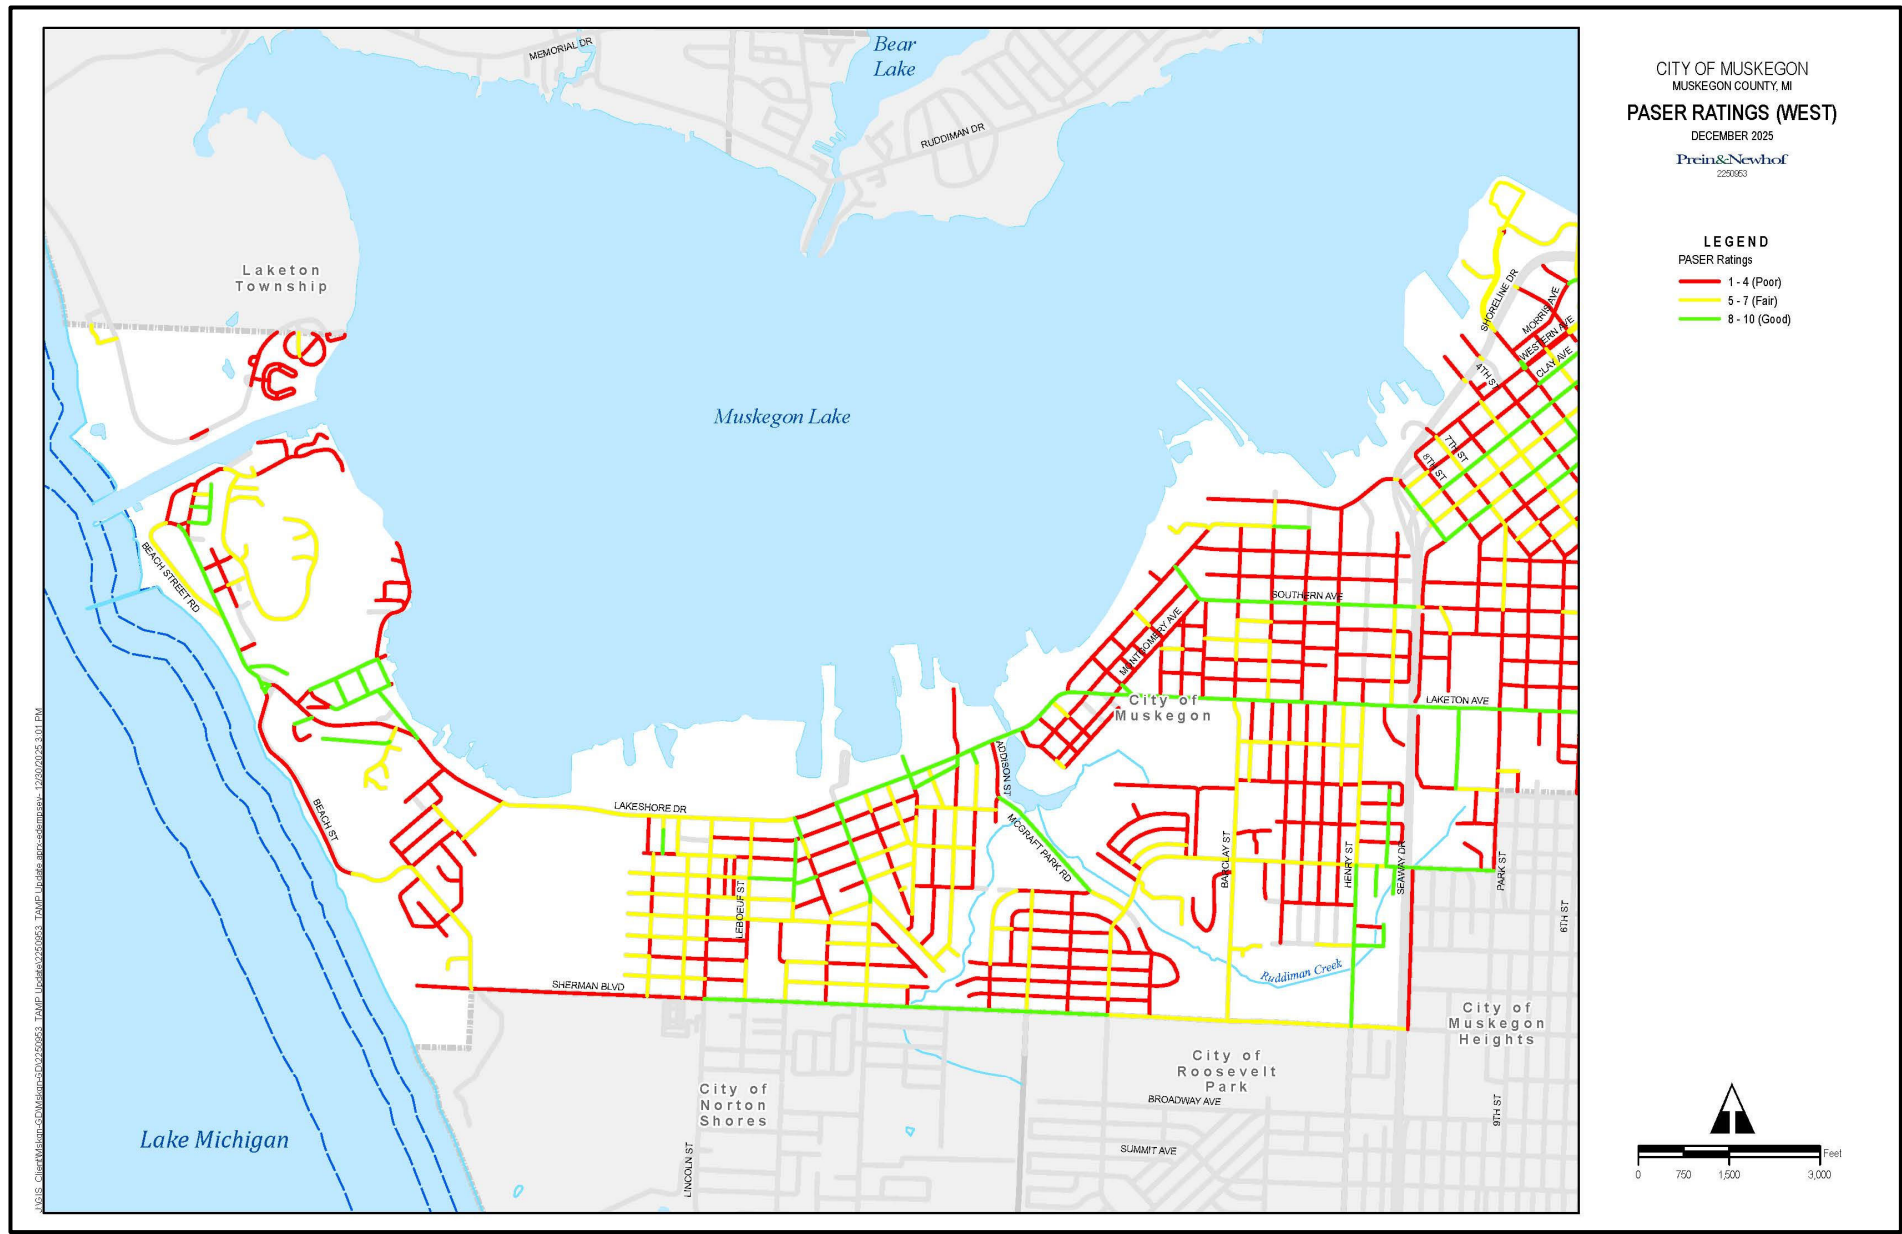 MEMORIAL DR
Bear
Lake
RUDDIMAN DR
Laketon
Township
Muskegon Lake
SHORELINE DR
MORRIS AVE
WESTERN AVE
CLAY AVE
4TH ST
7TH ST
8TH ST
BEACH STREET RD
SOUTHERN AVE
MONTGOMERY AVE
City of
Muskegon
LAKETON AVE
ADDISON ST
LAKESHORE DR
BEACH ST
MCGRAFT PARK RD
BARCLAY ST
HENRY ST
SEAWAY DR
PARK ST
LEBOEUF ST
6TH ST
SHERMAN BLVD
Ruddiman Creek
City of
Muskegon
Heights
City of
Roosevelt
Park
City of
Norton
Shores
BROADWAY AVE
9TH ST
Lake Michigan
LINCOLN ST
SUMMIT AVE
CITY OF MUSKEGON
MUSKEGON COUNTY, MI
PASER RATINGS (WEST)
DECEMBER 2025
Prein&Newhof
2250953
LEGEND
PASER Ratings
1 - 4 (Poor)
5 - 7 (Fair)
8 - 10 (Good)
Feet
0 750 1,500 3,000